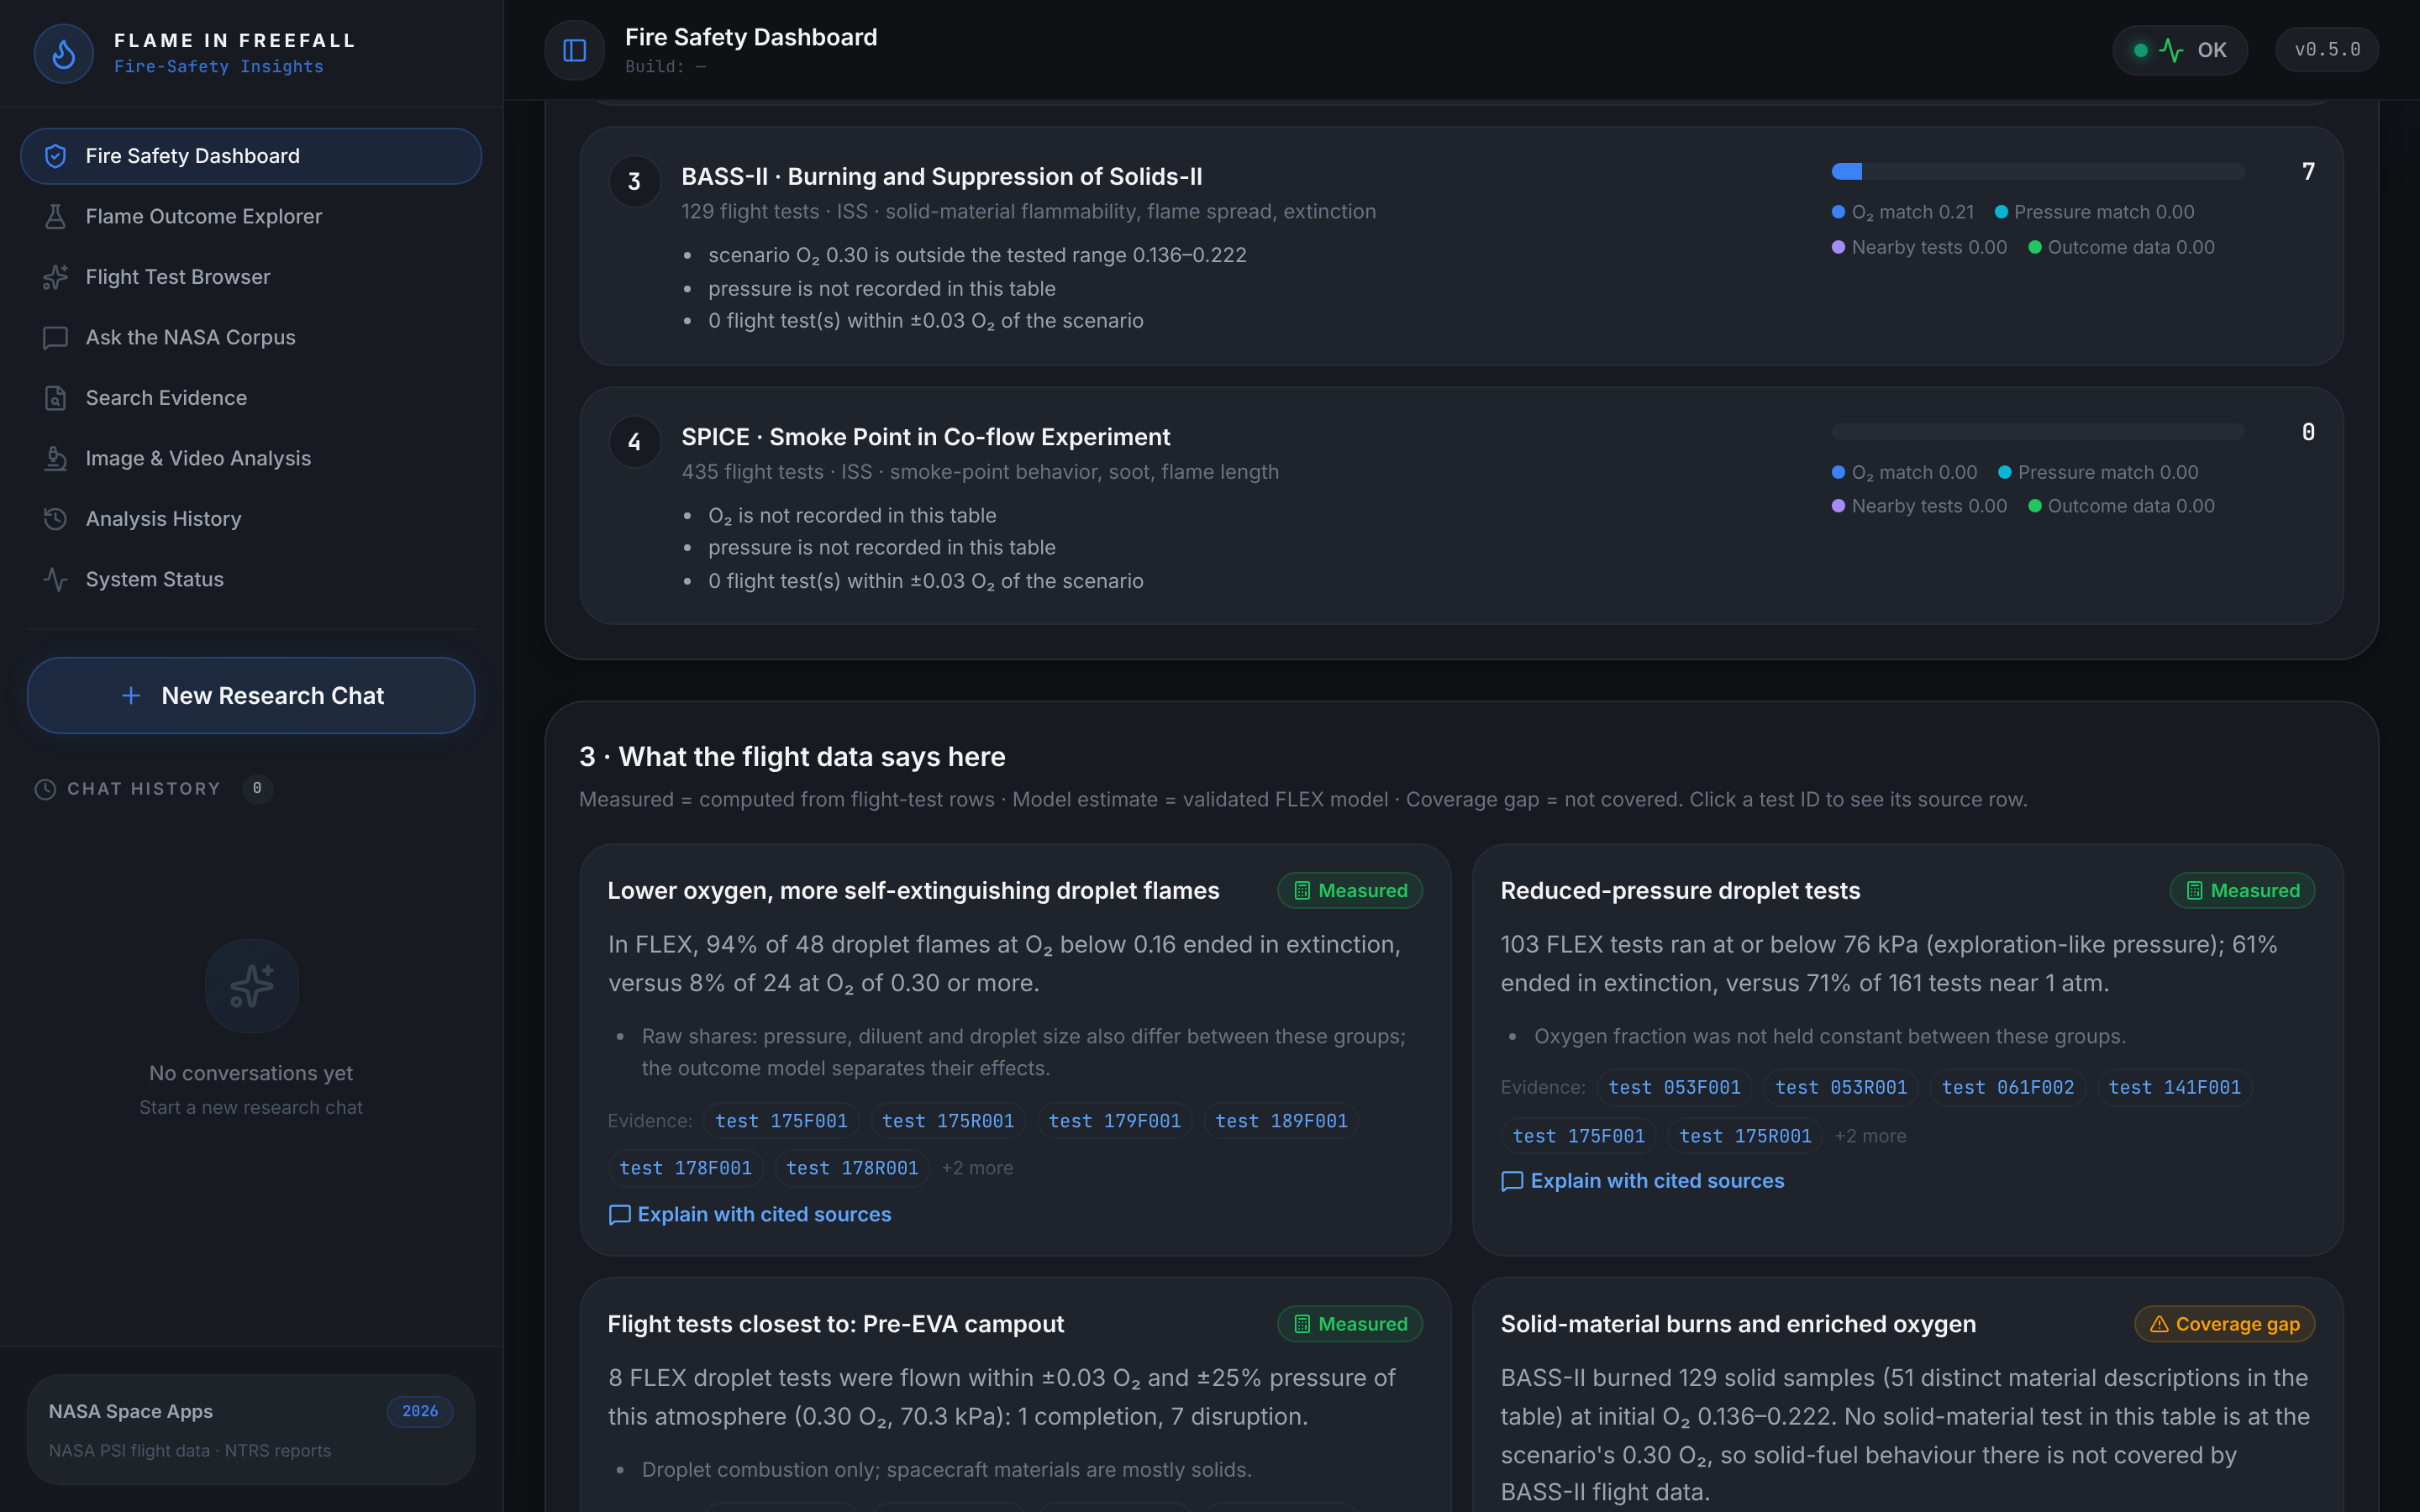 FLAME IN FREEFALL
Fire-Safety Insights
Fire Safety Dashboard
Flame Outcome Explorer
Flight Test Browser
Ask the NASA Corpus
Search Evidence
Image & Video Analysis
Analysis History
System Status
New Research Chat
CHAT HISTORY 0
No conversations yet
Start a new research chat
NASA Space Apps 2026
NASA PSI flight data · NTRS reports
Fire Safety Dashboard
Build: —
OK
v0.5.0
3
BASS-II · Burning and Suppression of Solids-II
129 flight tests · ISS · solid-material flammability, flame spread, extinction
• scenario O₂ 0.30 is outside the tested range 0.136–0.222
• pressure is not recorded in this table
• 0 flight test(s) within ±0.03 O₂ of the scenario
7
O₂ match 0.21 Pressure match 0.00
Nearby tests 0.00 Outcome data 0.00
4
SPICE · Smoke Point in Co-flow Experiment
435 flight tests · ISS · smoke-point behavior, soot, flame length
• O₂ is not recorded in this table
• pressure is not recorded in this table
• 0 flight test(s) within ±0.03 O₂ of the scenario
0
O₂ match 0.00 Pressure match 0.00
Nearby tests 0.00 Outcome data 0.00
3 · What the flight data says here
Measured = computed from flight-test rows · Model estimate = validated FLEX model · Coverage gap = not covered. Click a test ID to see its source row.
Lower oxygen, more self-extinguishing droplet flames
Measured
In FLEX, 94% of 48 droplet flames at O₂ below 0.16 ended in extinction,
versus 8% of 24 at O₂ of 0.30 or more.
• Raw shares: pressure, diluent and droplet size also differ between these groups;
the outcome model separates their effects.
Evidence: test 175F001 test 175R001 test 179F001 test 189F001
test 178F001 test 178R001 +2 more
Explain with cited sources
Reduced-pressure droplet tests
Measured
103 FLEX tests ran at or below 76 kPa (exploration-like pressure); 61%
ended in extinction, versus 71% of 161 tests near 1 atm.
• Oxygen fraction was not held constant between these groups.
Evidence: test 053F001 test 053R001 test 061F002 test 141F001
test 175F001 test 175R001 +2 more
Explain with cited sources
Flight tests closest to: Pre-EVA campout
Measured
8 FLEX droplet tests were flown within ±0.03 O₂ and ±25% pressure of
this atmosphere (0.30 O₂, 70.3 kPa): 1 completion, 7 disruption.
• Droplet combustion only; spacecraft materials are mostly solids.
Solid-material burns and enriched oxygen
Coverage gap
BASS-II burned 129 solid samples (51 distinct material descriptions in the
table) at initial O₂ 0.136–0.222. No solid-material test in this table is at the
scenario's 0.30 O₂, so solid-fuel behaviour there is not covered by
BASS-II flight data.